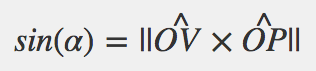 sin(α) = ||OV^ × OP^||